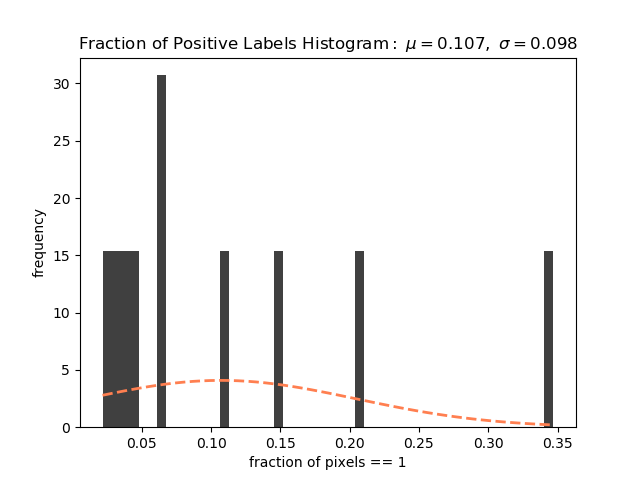 Fraction of Positive Labels Histogram : μ = 0.107, σ = 0.098
frequency
30
25
20
15
10
5
0
0.05 0.10 0.15 0.20 0.25 0.30 0.35
fraction of pixels == 1